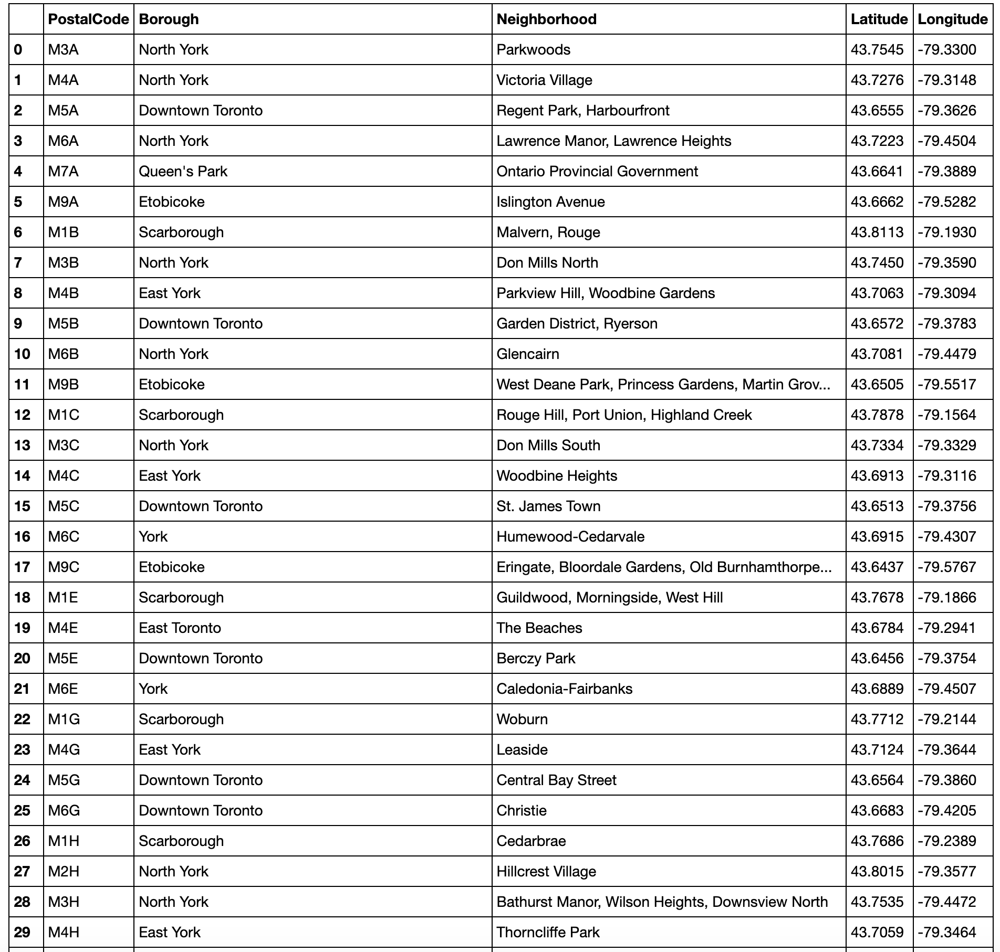 PostalCode Borough Neighborhood Latitude Longitude
0 M3A North York Parkwoods 43.7545 -79.3300
1 M4A North York Victoria Village 43.7276 -79.3148
2 M5A Downtown Toronto Regent Park, Harbourfront 43.6555 -79.3626
3 M6A North York Lawrence Manor, Lawrence Heights 43.7223 -79.4504
4 M7A Queen's Park Ontario Provincial Government 43.6641 -79.3889
5 M9A Etobicoke Islington Avenue 43.6662 -79.5282
6 M1B Scarborough Malvern, Rouge 43.8113 -79.1930
7 M3B North York Don Mills North 43.7450 -79.3590
8 M4B East York Parkview Hill, Woodbine Gardens 43.7063 -79.3094
9 M5B Downtown Toronto Garden District, Ryerson 43.6572 -79.3783
10 M6B North York Glencairn 43.7081 -79.4479
11 M9B Etobicoke West Deane Park, Princess Gardens, Martin Grov... 43.6505 -79.5517
12 M1C Scarborough Rouge Hill, Port Union, Highland Creek 43.7878 -79.1564
13 M3C North York Don Mills South 43.7334 -79.3329
14 M4C East York Woodbine Heights 43.6913 -79.3116
15 M5C Downtown Toronto St. James Town 43.6513 -79.3756
16 M6C York Humewood-Cedarvale 43.6915 -79.4307
17 M9C Etobicoke Eringate, Bloordale Gardens, Old Burnhamthorpe... 43.6437 -79.5767
18 M1E Scarborough Guildwood, Morningside, West Hill 43.7678 -79.1866
19 M4E East Toronto The Beaches 43.6784 -79.2941
20 M5E Downtown Toronto Berczy Park 43.6456 -79.3754
21 M6E York Caledonia-Fairbanks 43.6889 -79.4507
22 M1G Scarborough Woburn 43.7712 -79.2144
23 M4G East York Leaside 43.7124 -79.3644
24 M5G Downtown Toronto Central Bay Street 43.6564 -79.3860
25 M6G Downtown Toronto Christie 43.6683 -79.4205
26 M1H Scarborough Cedarbrae 43.7686 -79.2389
27 M2H North York Hillcrest Village 43.8015 -79.3577
28 M3H North York Bathurst Manor, Wilson Heights, Downsview North 43.7535 -79.4472
29 M4H East York Thorncliffe Park 43.7059 -79.3464